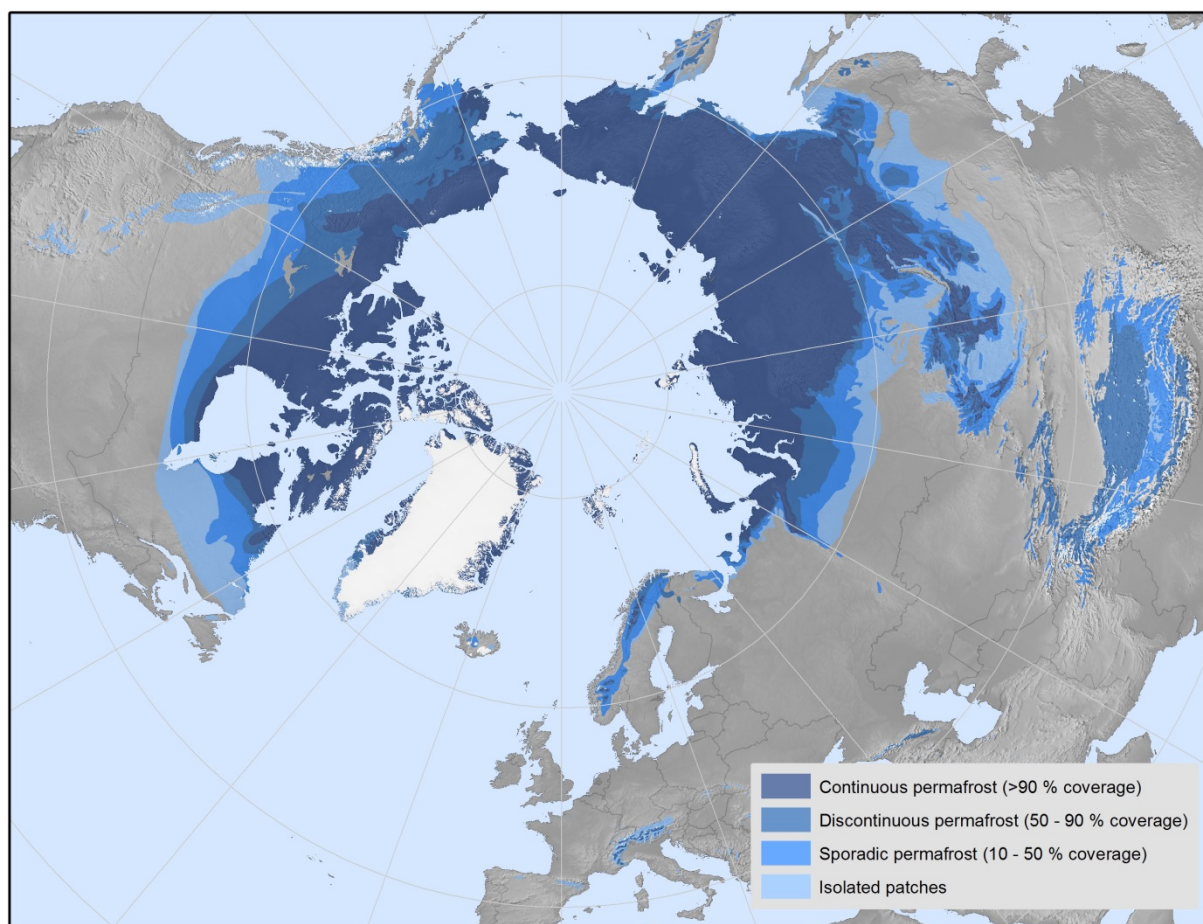 Continuous permafrost (>90 % coverage)
Discontinuous permafrost (50 - 90 % coverage)
Sporadic permafrost (10 - 50 % coverage)
Isolated patches